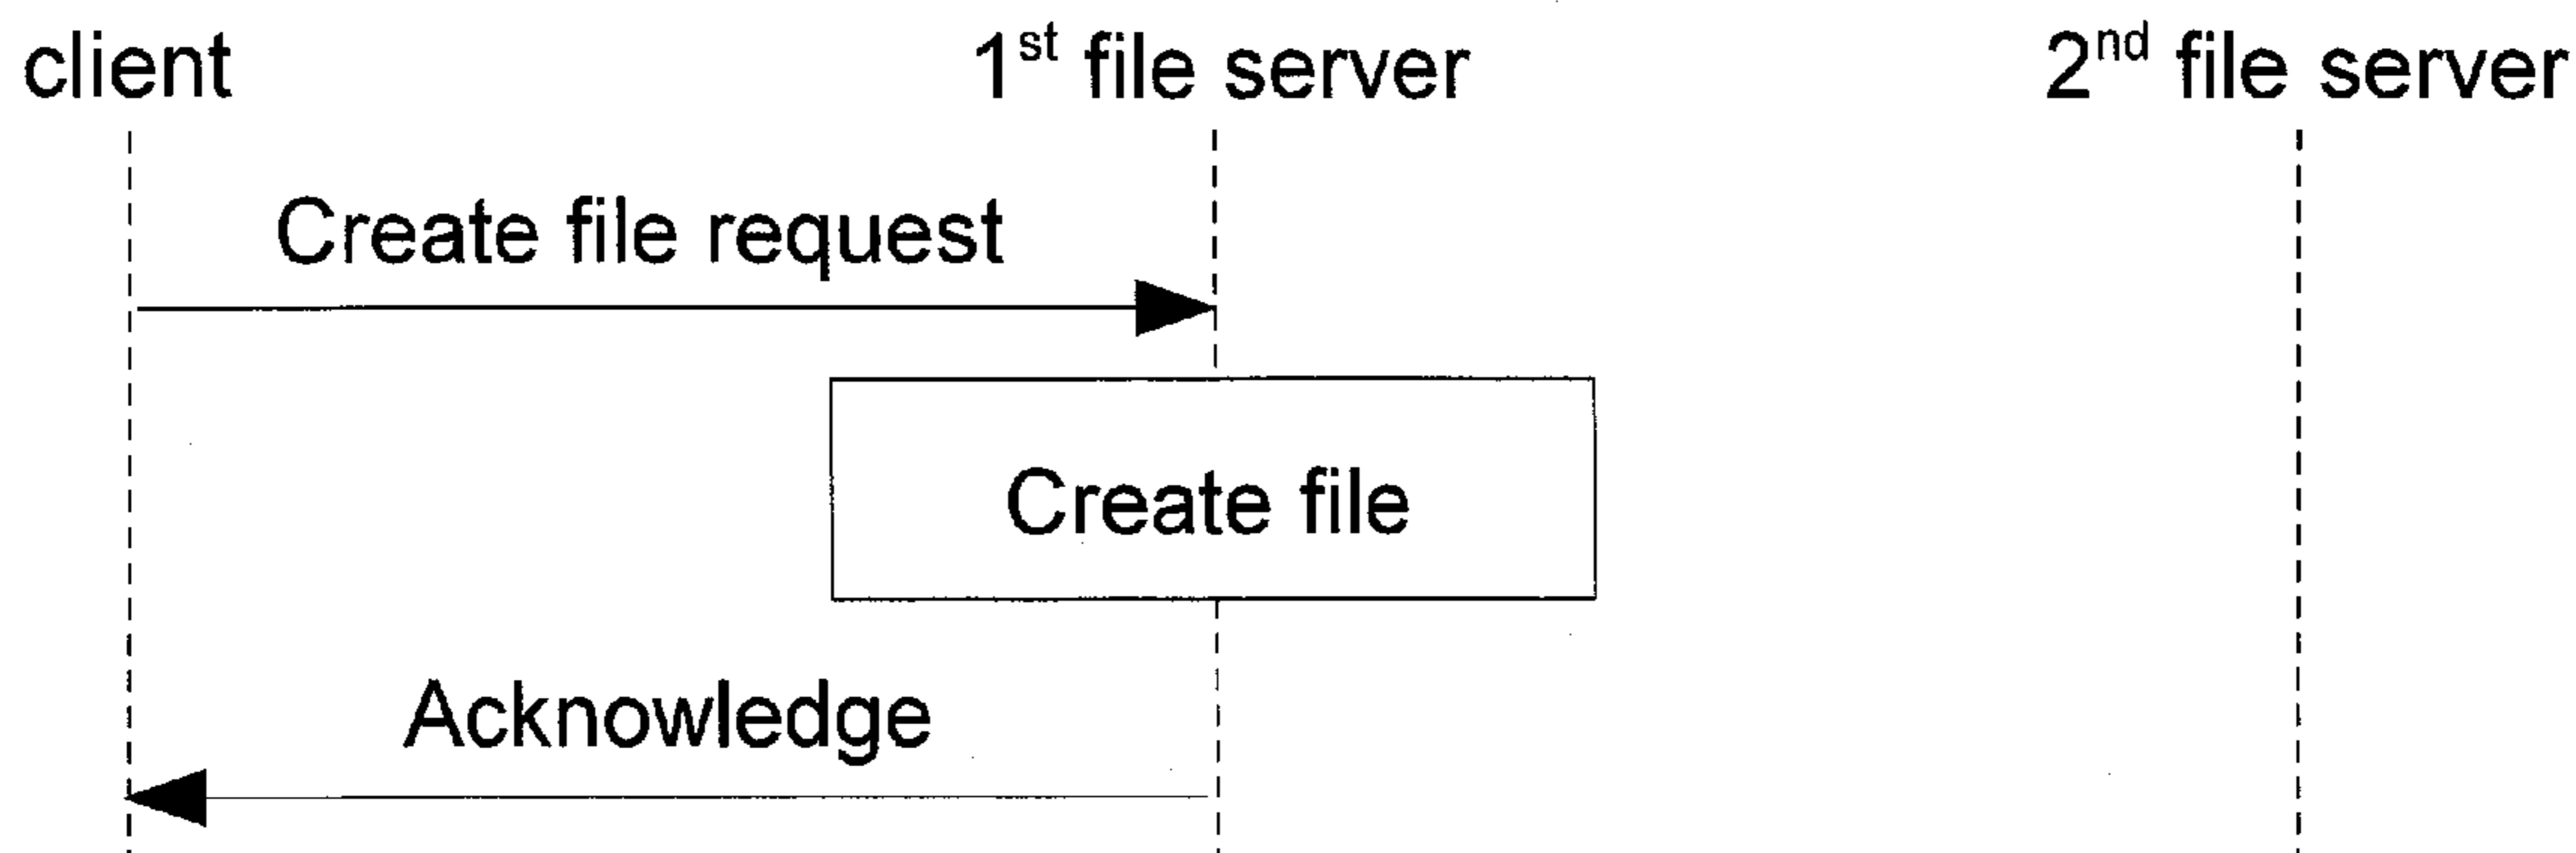 client 1st file server 2nd file server
Create file request
Create file
Acknowledge